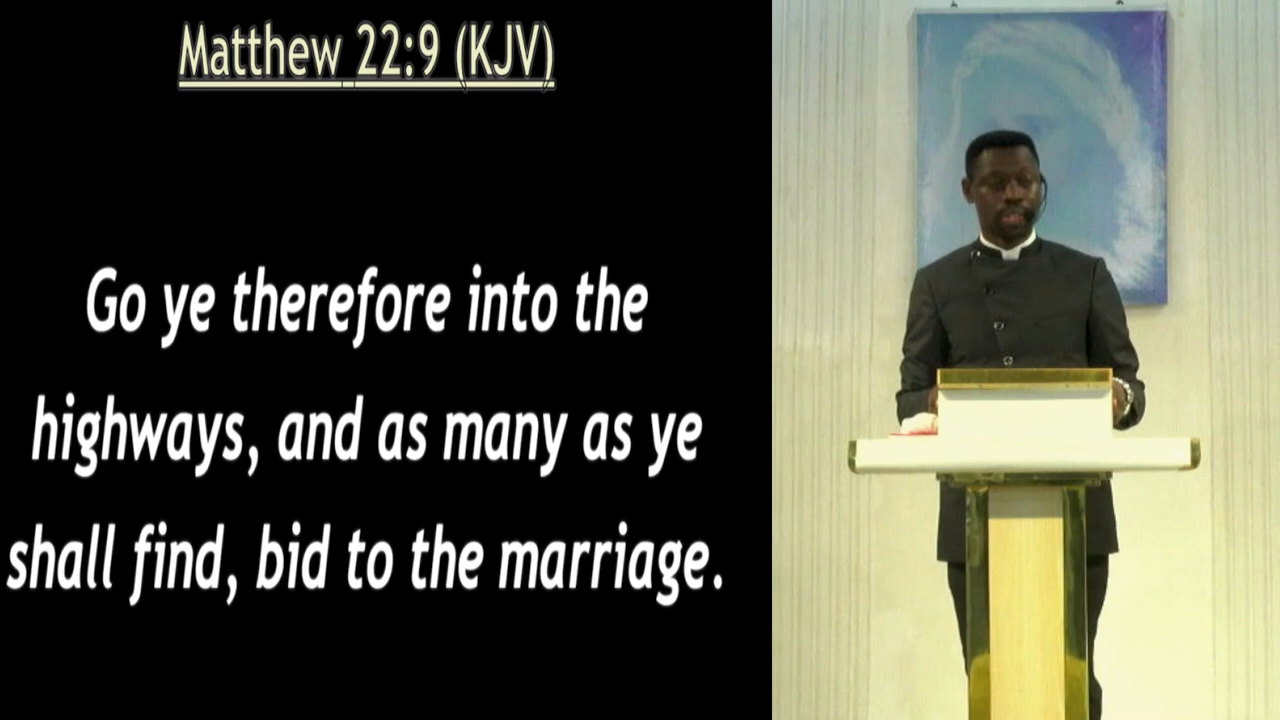 Matthew 22:9 (KJV)
Go ye therefore into the
highways, and as many as ye
shall find, bid to the marriage.